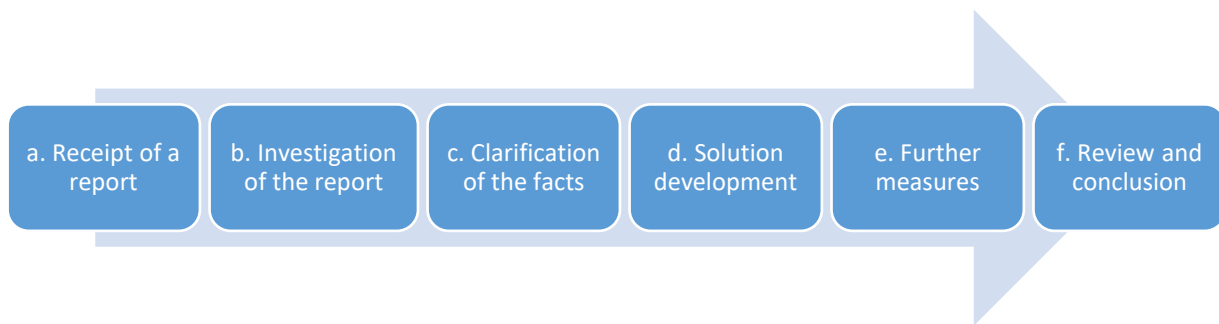 a. Receipt of a
report
b. Investigation
of the report
c. Clarification
of the facts
d. Solution
development
e. Further
measures
f. Review and
conclusion